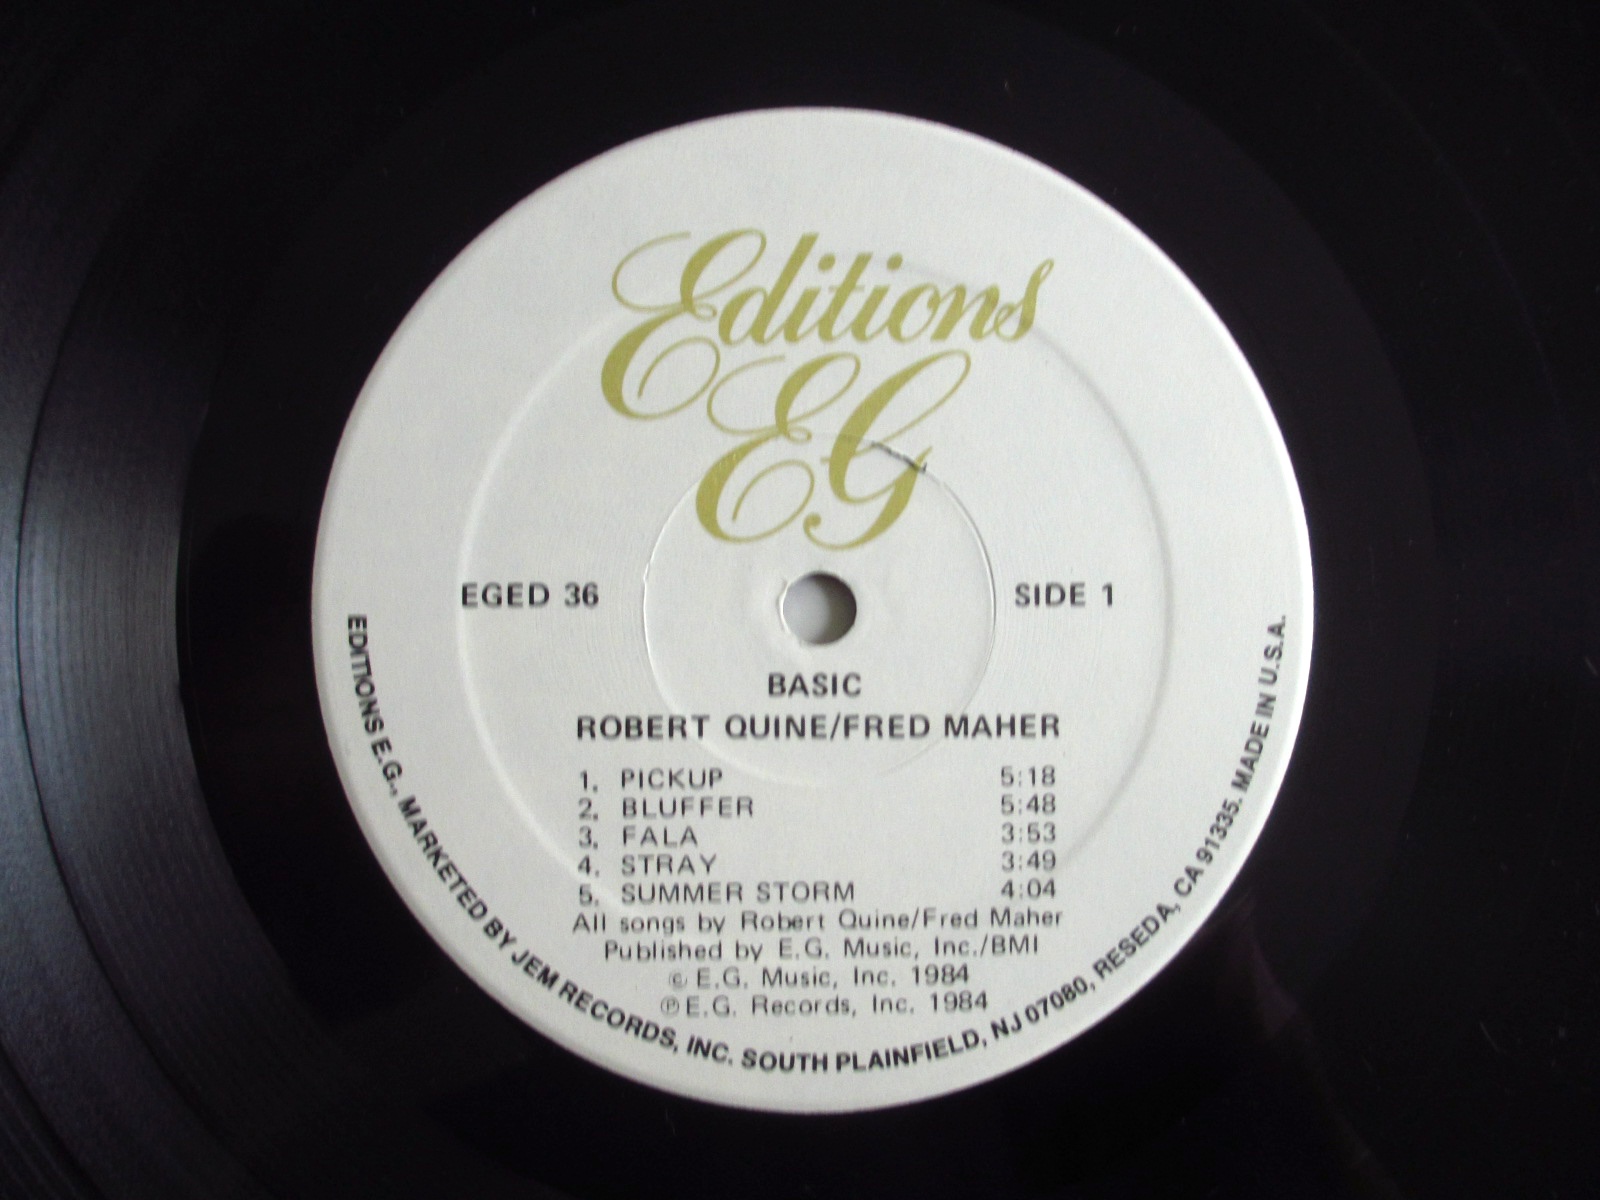 Editions
EG
EGED 36
SIDE 1
BASIC
ROBERT QUINE/FRED MAHER
1. PICKUP 5:18
2. BLUFFER 5:48
3. FALA 3:53
4. STRAY 3:49
5. SUMMER STORM 4:04
All songs by Robert Quine/Fred Maher
Published by E.G. Music, Inc./BMI
© E.G. Music, Inc. 1984
℗ E.G. Records, Inc. 1984
EDITIONS E.G., MARKETED BY JEM RECORDS, INC. SOUTH PLAINFIELD, NJ 07080, RESEDA, CA 91335. MADE IN U.S.A.